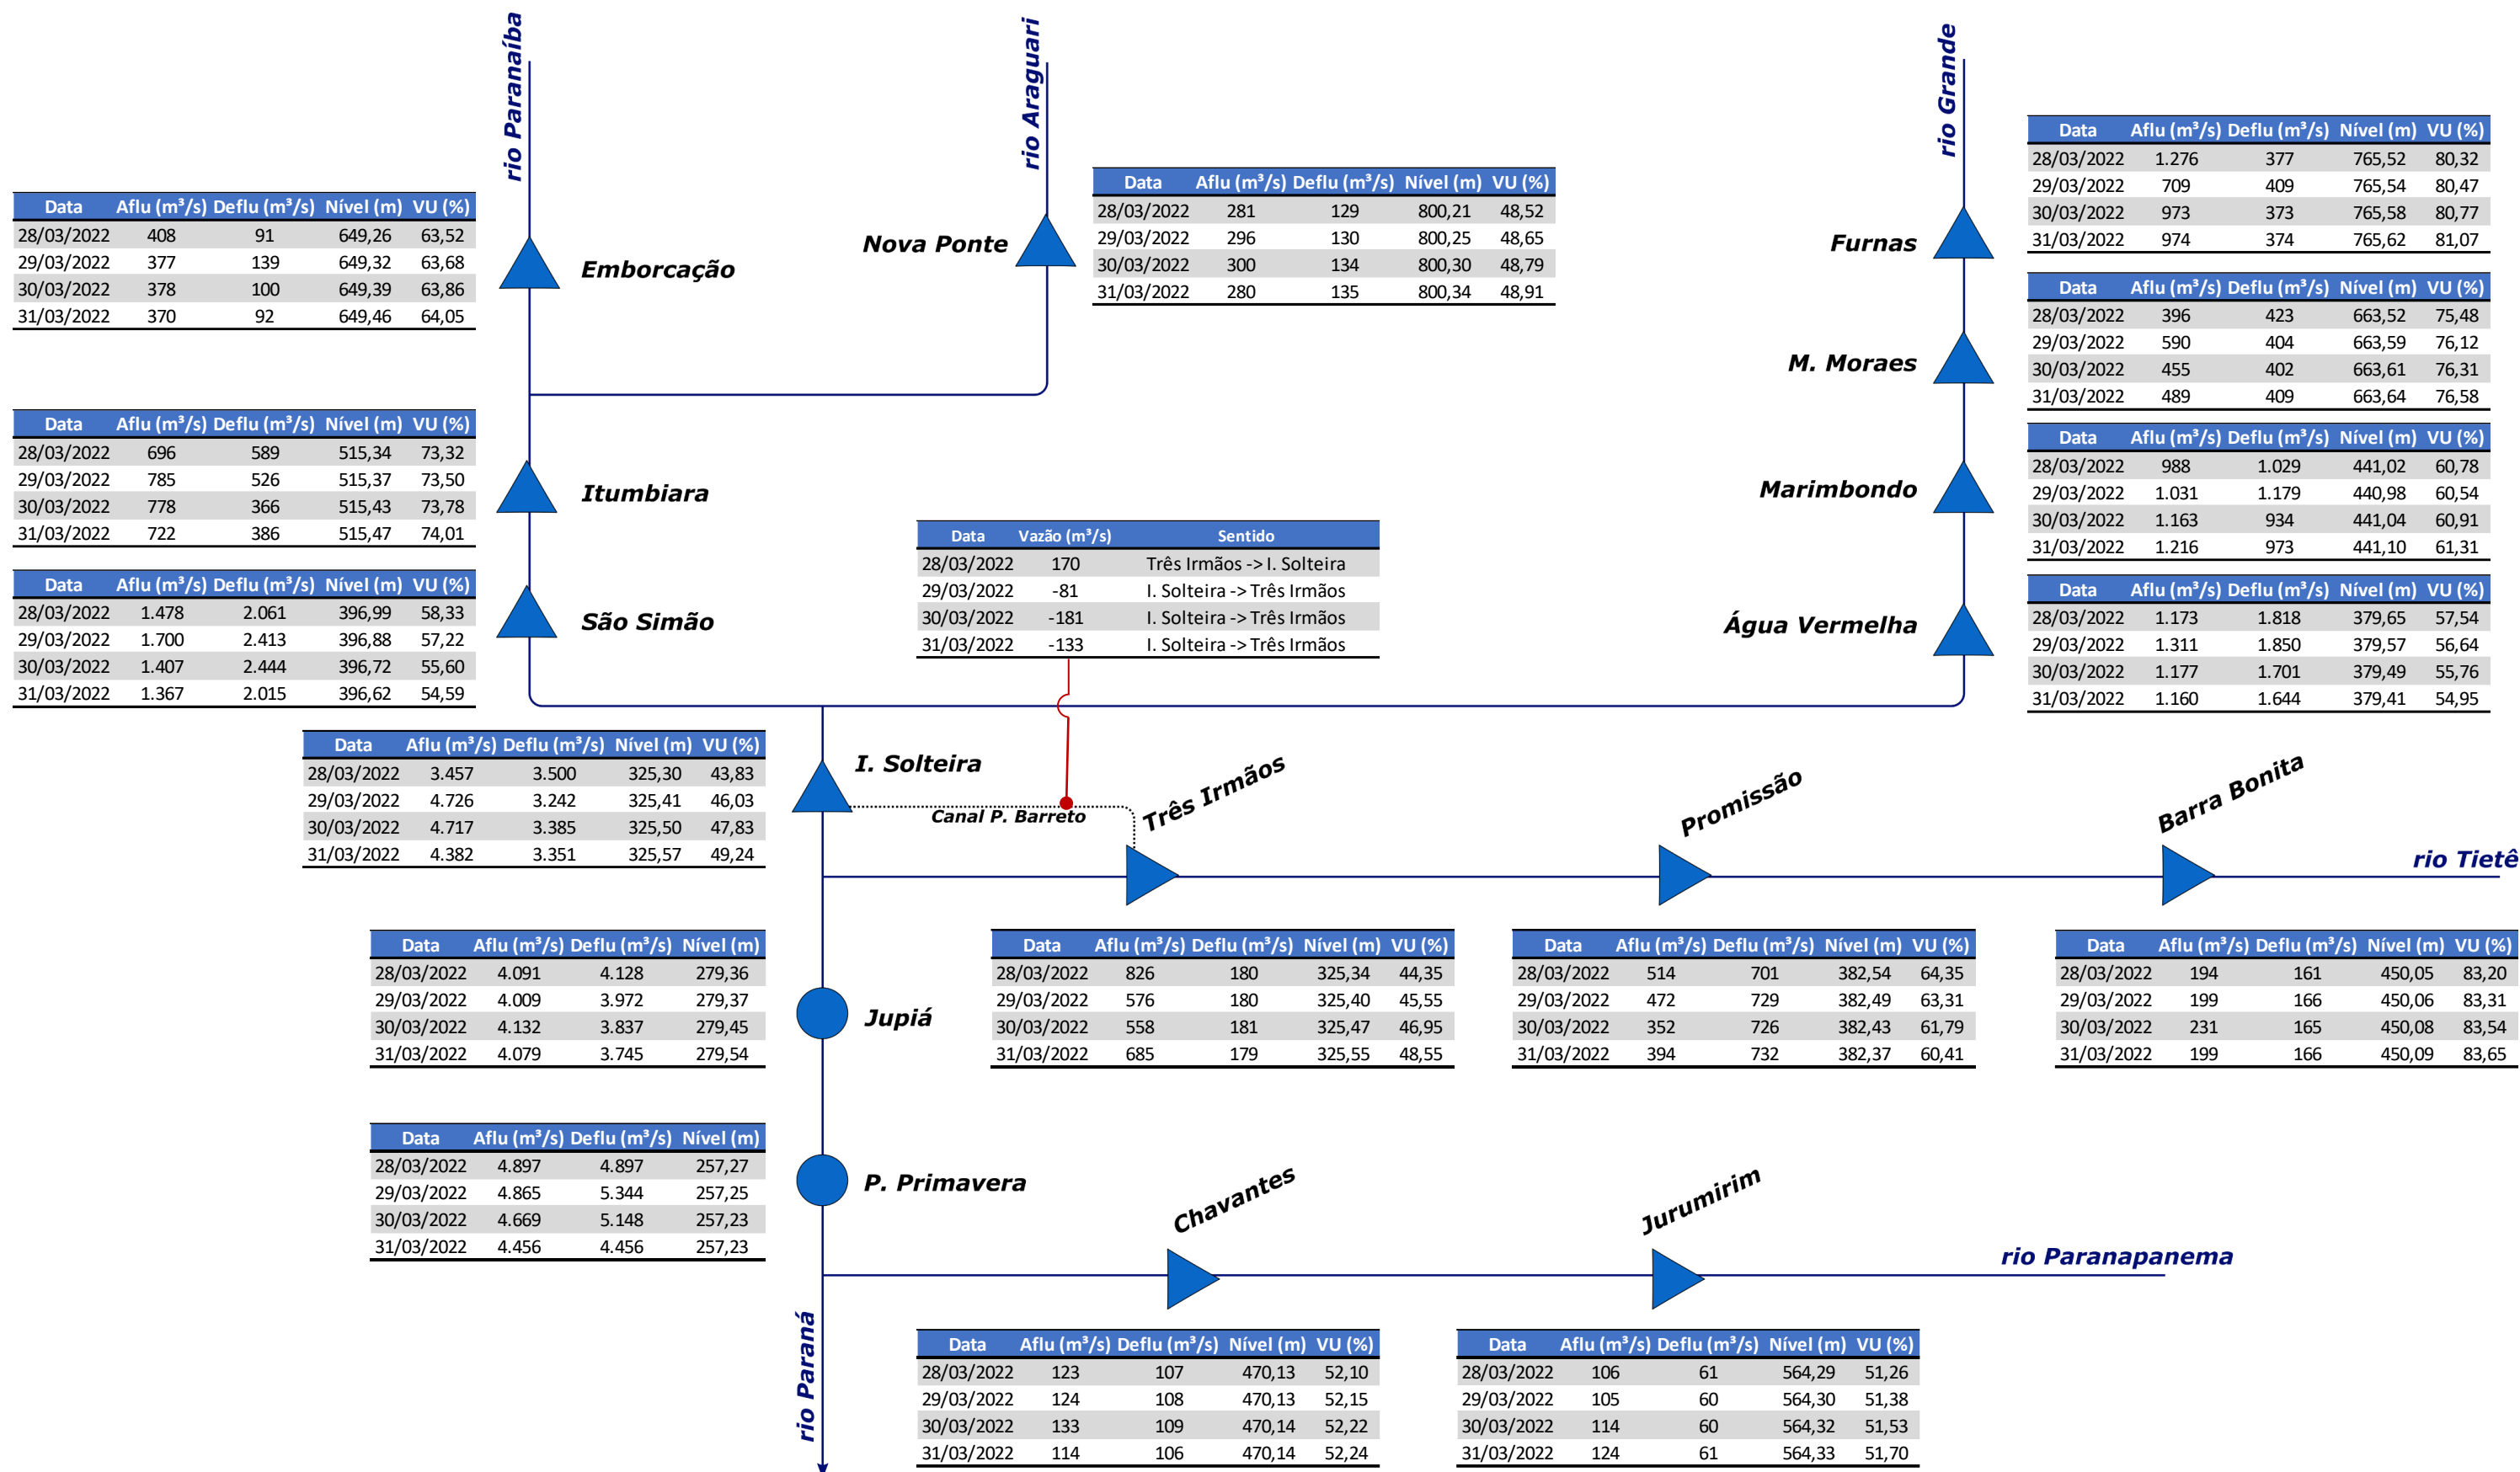 rio Paranaíba
rio Araguari
rio Grande
Data Aflu (m³/s) Deflu (m³/s) Nível (m) VU (%)
28/03/2022 1.276 377 765,52 80,32
29/03/2022 709 409 765,54 80,47
30/03/2022 973 373 765,58 80,77
31/03/2022 974 374 765,62 81,07
Furnas
Data Aflu (m³/s) Deflu (m³/s) Nível (m) VU (%)
28/03/2022 281 129 800,21 48,52
29/03/2022 296 130 800,25 48,65
30/03/2022 300 134 800,30 48,79
31/03/2022 280 135 800,34 48,91
Nova Ponte
Data Aflu (m³/s) Deflu (m³/s) Nível (m) VU (%)
28/03/2022 408 91 649,26 63,52
29/03/2022 377 139 649,32 63,68
30/03/2022 378 100 649,39 63,86
31/03/2022 370 92 649,46 64,05
Emborcação
Data Aflu (m³/s) Deflu (m³/s) Nível (m) VU (%)
28/03/2022 396 423 663,52 75,48
29/03/2022 590 404 663,59 76,12
30/03/2022 455 402 663,61 76,31
31/03/2022 489 409 663,64 76,58
M. Moraes
Data Aflu (m³/s) Deflu (m³/s) Nível (m) VU (%)
28/03/2022 696 589 515,34 73,32
29/03/2022 785 526 515,37 73,50
30/03/2022 778 366 515,43 73,78
31/03/2022 722 386 515,47 74,01
Itumbiara
Data Aflu (m³/s) Deflu (m³/s) Nível (m) VU (%)
28/03/2022 988 1.029 441,02 60,78
29/03/2022 1.031 1.179 440,98 60,54
30/03/2022 1.163 934 441,04 60,91
31/03/2022 1.216 973 441,10 61,31
Marimbondo
Data Vazão (m³/s) Sentido
28/03/2022 170 Três Irmãos -> I. Solteira
29/03/2022 -81 I. Solteira -> Três Irmãos
30/03/2022 -181 I. Solteira -> Três Irmãos
31/03/2022 -133 I. Solteira -> Três Irmãos
Data Aflu (m³/s) Deflu (m³/s) Nível (m) VU (%)
28/03/2022 1.478 2.061 396,99 58,33
29/03/2022 1.700 2.413 396,88 57,22
30/03/2022 1.407 2.444 396,72 55,60
31/03/2022 1.367 2.015 396,62 54,59
São Simão
Data Aflu (m³/s) Deflu (m³/s) Nível (m) VU (%)
28/03/2022 1.173 1.818 379,65 57,54
29/03/2022 1.311 1.850 379,57 56,64
30/03/2022 1.177 1.701 379,49 55,76
31/03/2022 1.160 1.644 379,41 54,95
Água Vermelha
Data Aflu (m³/s) Deflu (m³/s) Nível (m) VU (%)
28/03/2022 3.457 3.500 325,30 43,83
29/03/2022 4.726 3.242 325,41 46,03
30/03/2022 4.717 3.385 325,50 47,83
31/03/2022 4.382 3.351 325,57 49,24
I. Solteira
Canal P. Barreto
Três Irmãos
Promissão
Barra Bonita
rio Tietê
Data Aflu (m³/s) Deflu (m³/s) Nível (m)
28/03/2022 4.091 4.128 279,36
29/03/2022 4.009 3.972 279,37
30/03/2022 4.132 3.837 279,45
31/03/2022 4.079 3.745 279,54
Jupiá
Data Aflu (m³/s) Deflu (m³/s) Nível (m) VU (%)
28/03/2022 826 180 325,34 44,35
29/03/2022 576 180 325,40 45,55
30/03/2022 558 181 325,47 46,95
31/03/2022 685 179 325,55 48,55
Data Aflu (m³/s) Deflu (m³/s) Nível (m) VU (%)
28/03/2022 514 701 382,54 64,35
29/03/2022 472 729 382,49 63,31
30/03/2022 352 726 382,43 61,79
31/03/2022 394 732 382,37 60,41
Data Aflu (m³/s) Deflu (m³/s) Nível (m) VU (%)
28/03/2022 194 161 450,05 83,20
29/03/2022 199 166 450,06 83,31
30/03/2022 231 165 450,08 83,54
31/03/2022 199 166 450,09 83,65
Data Aflu (m³/s) Deflu (m³/s) Nível (m)
28/03/2022 4.897 4.897 257,27
29/03/2022 4.865 5.344 257,25
30/03/2022 4.669 5.148 257,23
31/03/2022 4.456 4.456 257,23
P. Primavera
Chavantes
Jurumirim
rio Paranapanema
rio Paraná
Data Aflu (m³/s) Deflu (m³/s) Nível (m) VU (%)
28/03/2022 123 107 470,13 52,10
29/03/2022 124 108 470,13 52,15
30/03/2022 133 109 470,14 52,22
31/03/2022 114 106 470,14 52,24
Data Aflu (m³/s) Deflu (m³/s) Nível (m) VU (%)
28/03/2022 106 61 564,29 51,26
29/03/2022 105 60 564,30 51,38
30/03/2022 114 60 564,32 51,53
31/03/2022 124 61 564,33 51,70